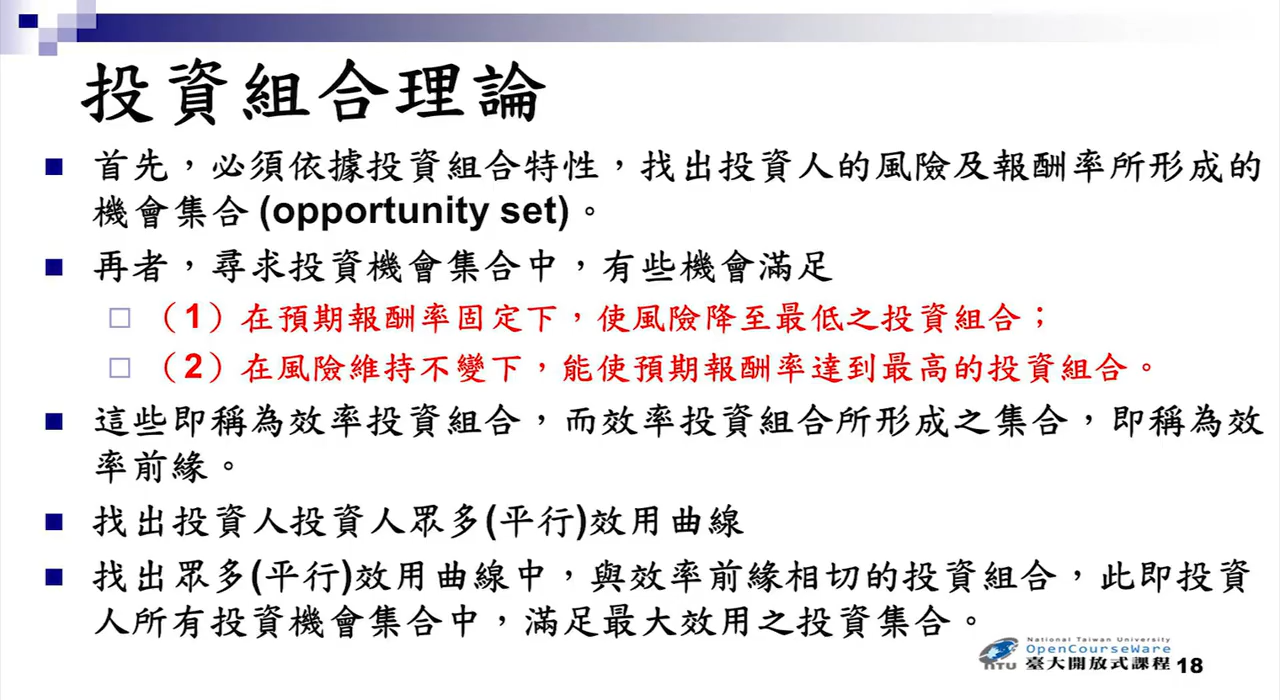 投資組合理論
■ 首先，必須依據投資組合特性，找出投資人的風險及報酬率所形成的
機會集合 (opportunity set)。
■ 再者，尋求投資機會集合中，有些機會滿足
□ （1）在預期報酬率固定下，使風險降至最低之投資組合；
□ （2）在風險維持不變下，能使預期報酬率達到最高的投資組合。
■ 這些即稱為效率投資組合，而效率投資組合所形成之集合，即稱為效
率前緣。
■ 找出投資人投資人眾多(平行)效用曲線
■ 找出眾多(平行)效用曲線中，與效率前緣相切的投資組合，此即投資
人所有投資機會集合中，滿足最大效用之投資集合。
National Taiwan University
OpenCourseWare
NTU 臺大開放式課程 18